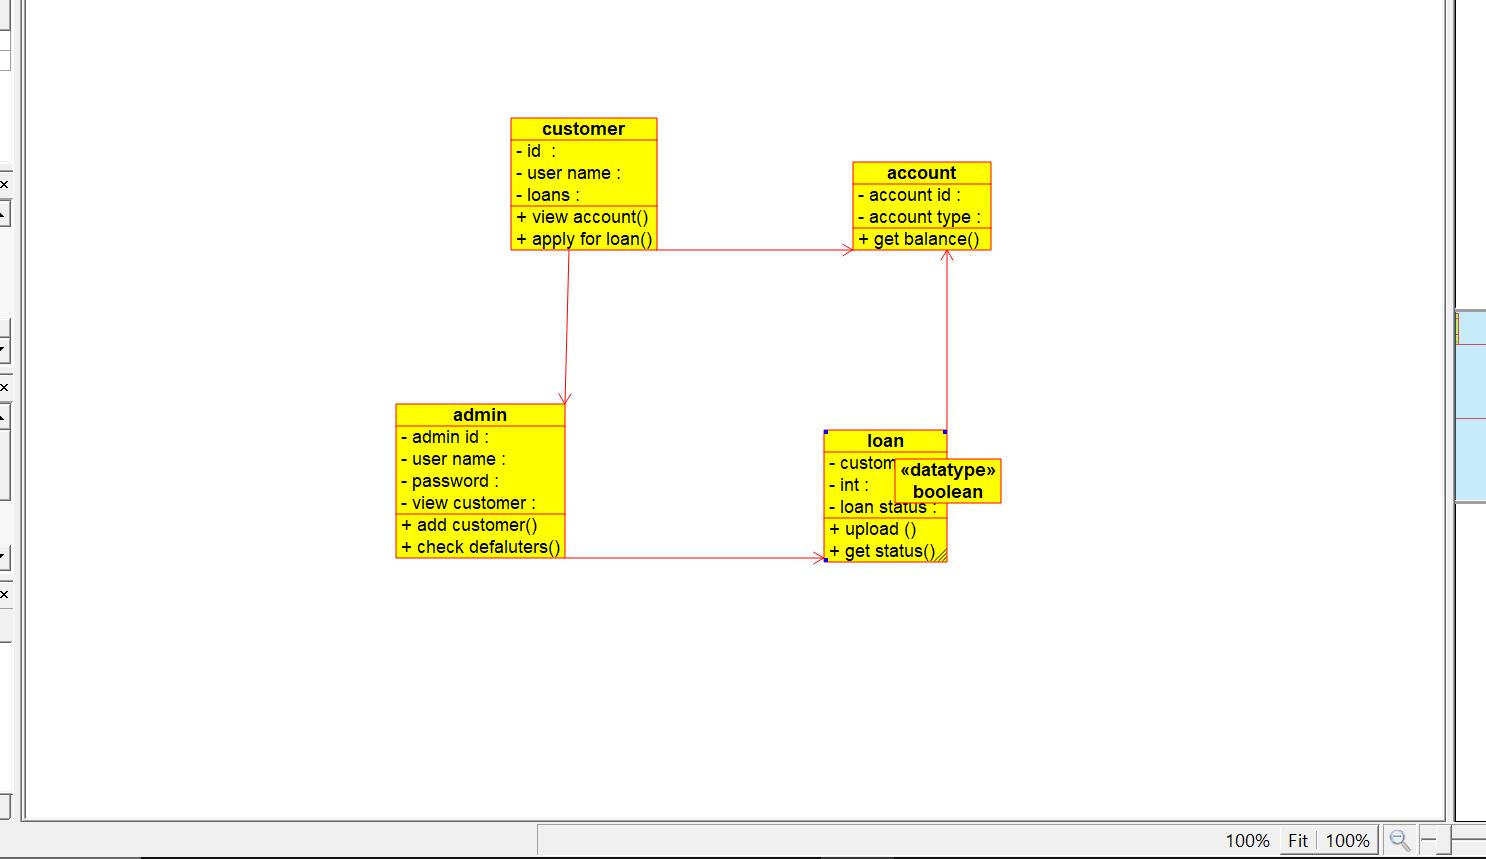 customer
- id  :
- user name :
- loans :
+ view account()
+ apply for loan()
account
- account id :
- account type :
+ get balance()
admin
- admin id :
- user name :
- password :
- view customer :
+ add customer()
+ check defaluters()
loan
- custom
- int :
- loan status :
+ upload ()
+ get status()
«datatype»
boolean
100% Fit 100%